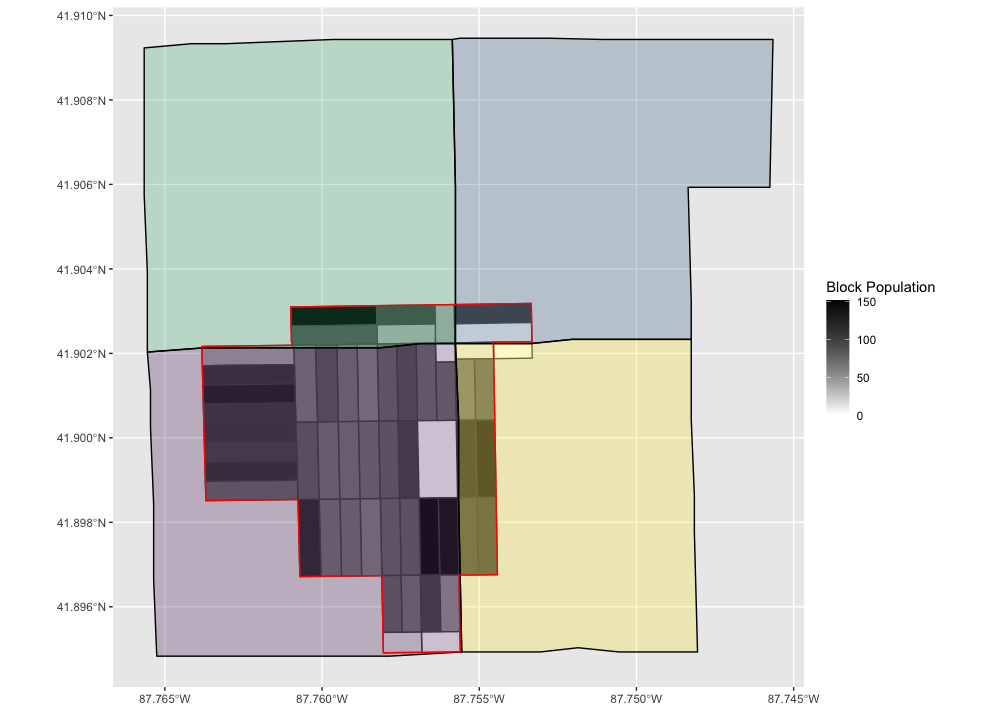 41.910°N
41.908°N
41.906°N
41.904°N
41.902°N
41.900°N
41.898°N
41.896°N
87.765°W
87.760°W
87.755°W
87.750°W
87.745°W
Block Population
150
100
50
0